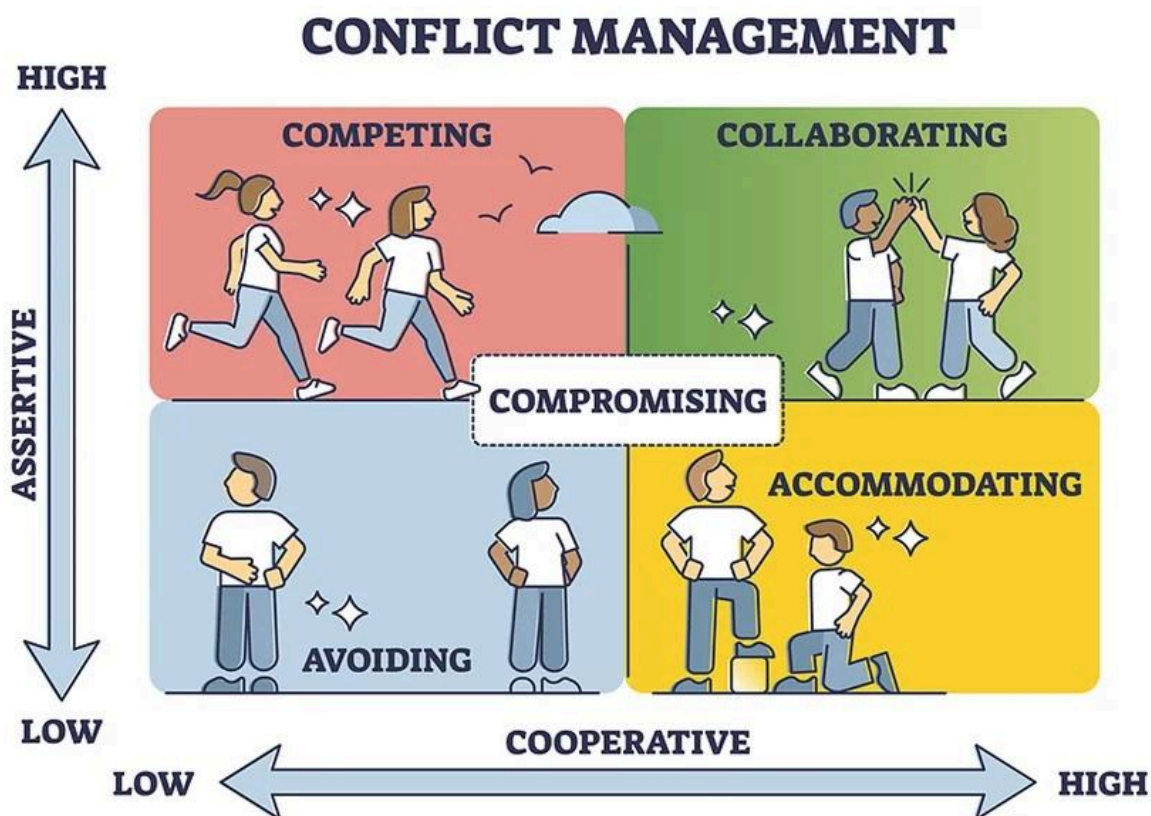 CONFLICT MANAGEMENT
HIGH
COMPETING
COLLABORATING
ASSERTIVE
COMPROMISING
ACCOMMODATING
AVOIDING
LOW
COOPERATIVE
LOW
HIGH